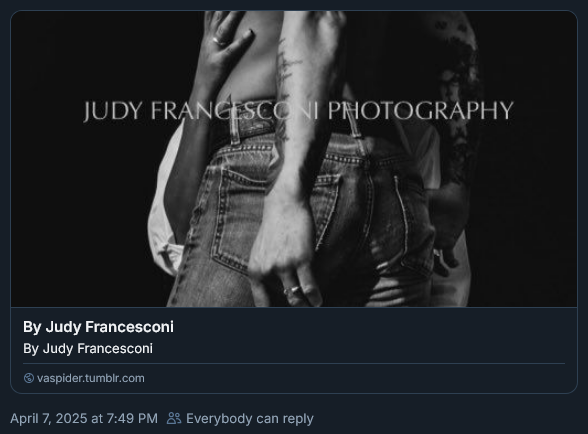 JUDY FRANCESCONI PHOTOGRAPHY
By Judy Francesconi
By Judy Francesconi
vaspider.tumblr.com
April 7, 2025 at 7:49 PM Everybody can reply